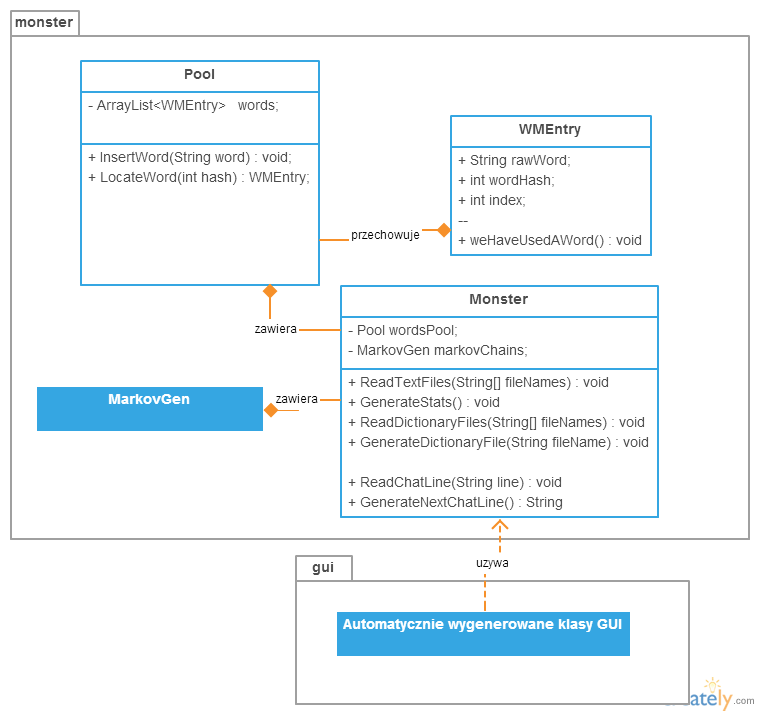 monster
Pool
- ArrayList<WMEntry> words;
+ InsertWord(String word) : void;
+ LocateWord(int hash) : WMEntry;
WMEntry
+ String rawWord;
+ int wordHash;
+ int index;
--
+ weHaveUsedAWord() : void
przechowuje
zawiera
Monster
- Pool wordsPool;
- MarkovGen markovChains;
+ ReadTextFiles(String[] fileNames) : void
+ GenerateStats() : void
+ ReadDictionaryFiles(String[] fileNames) : void
+ GenerateDictionaryFile(String fileName) : void
+ ReadChatLine(String line) : void
+ GenerateNextChatLine() : String
MarkovGen
zawiera
uzywa
gui
Automatycznie wygenerowane klasy GUI
ately.com